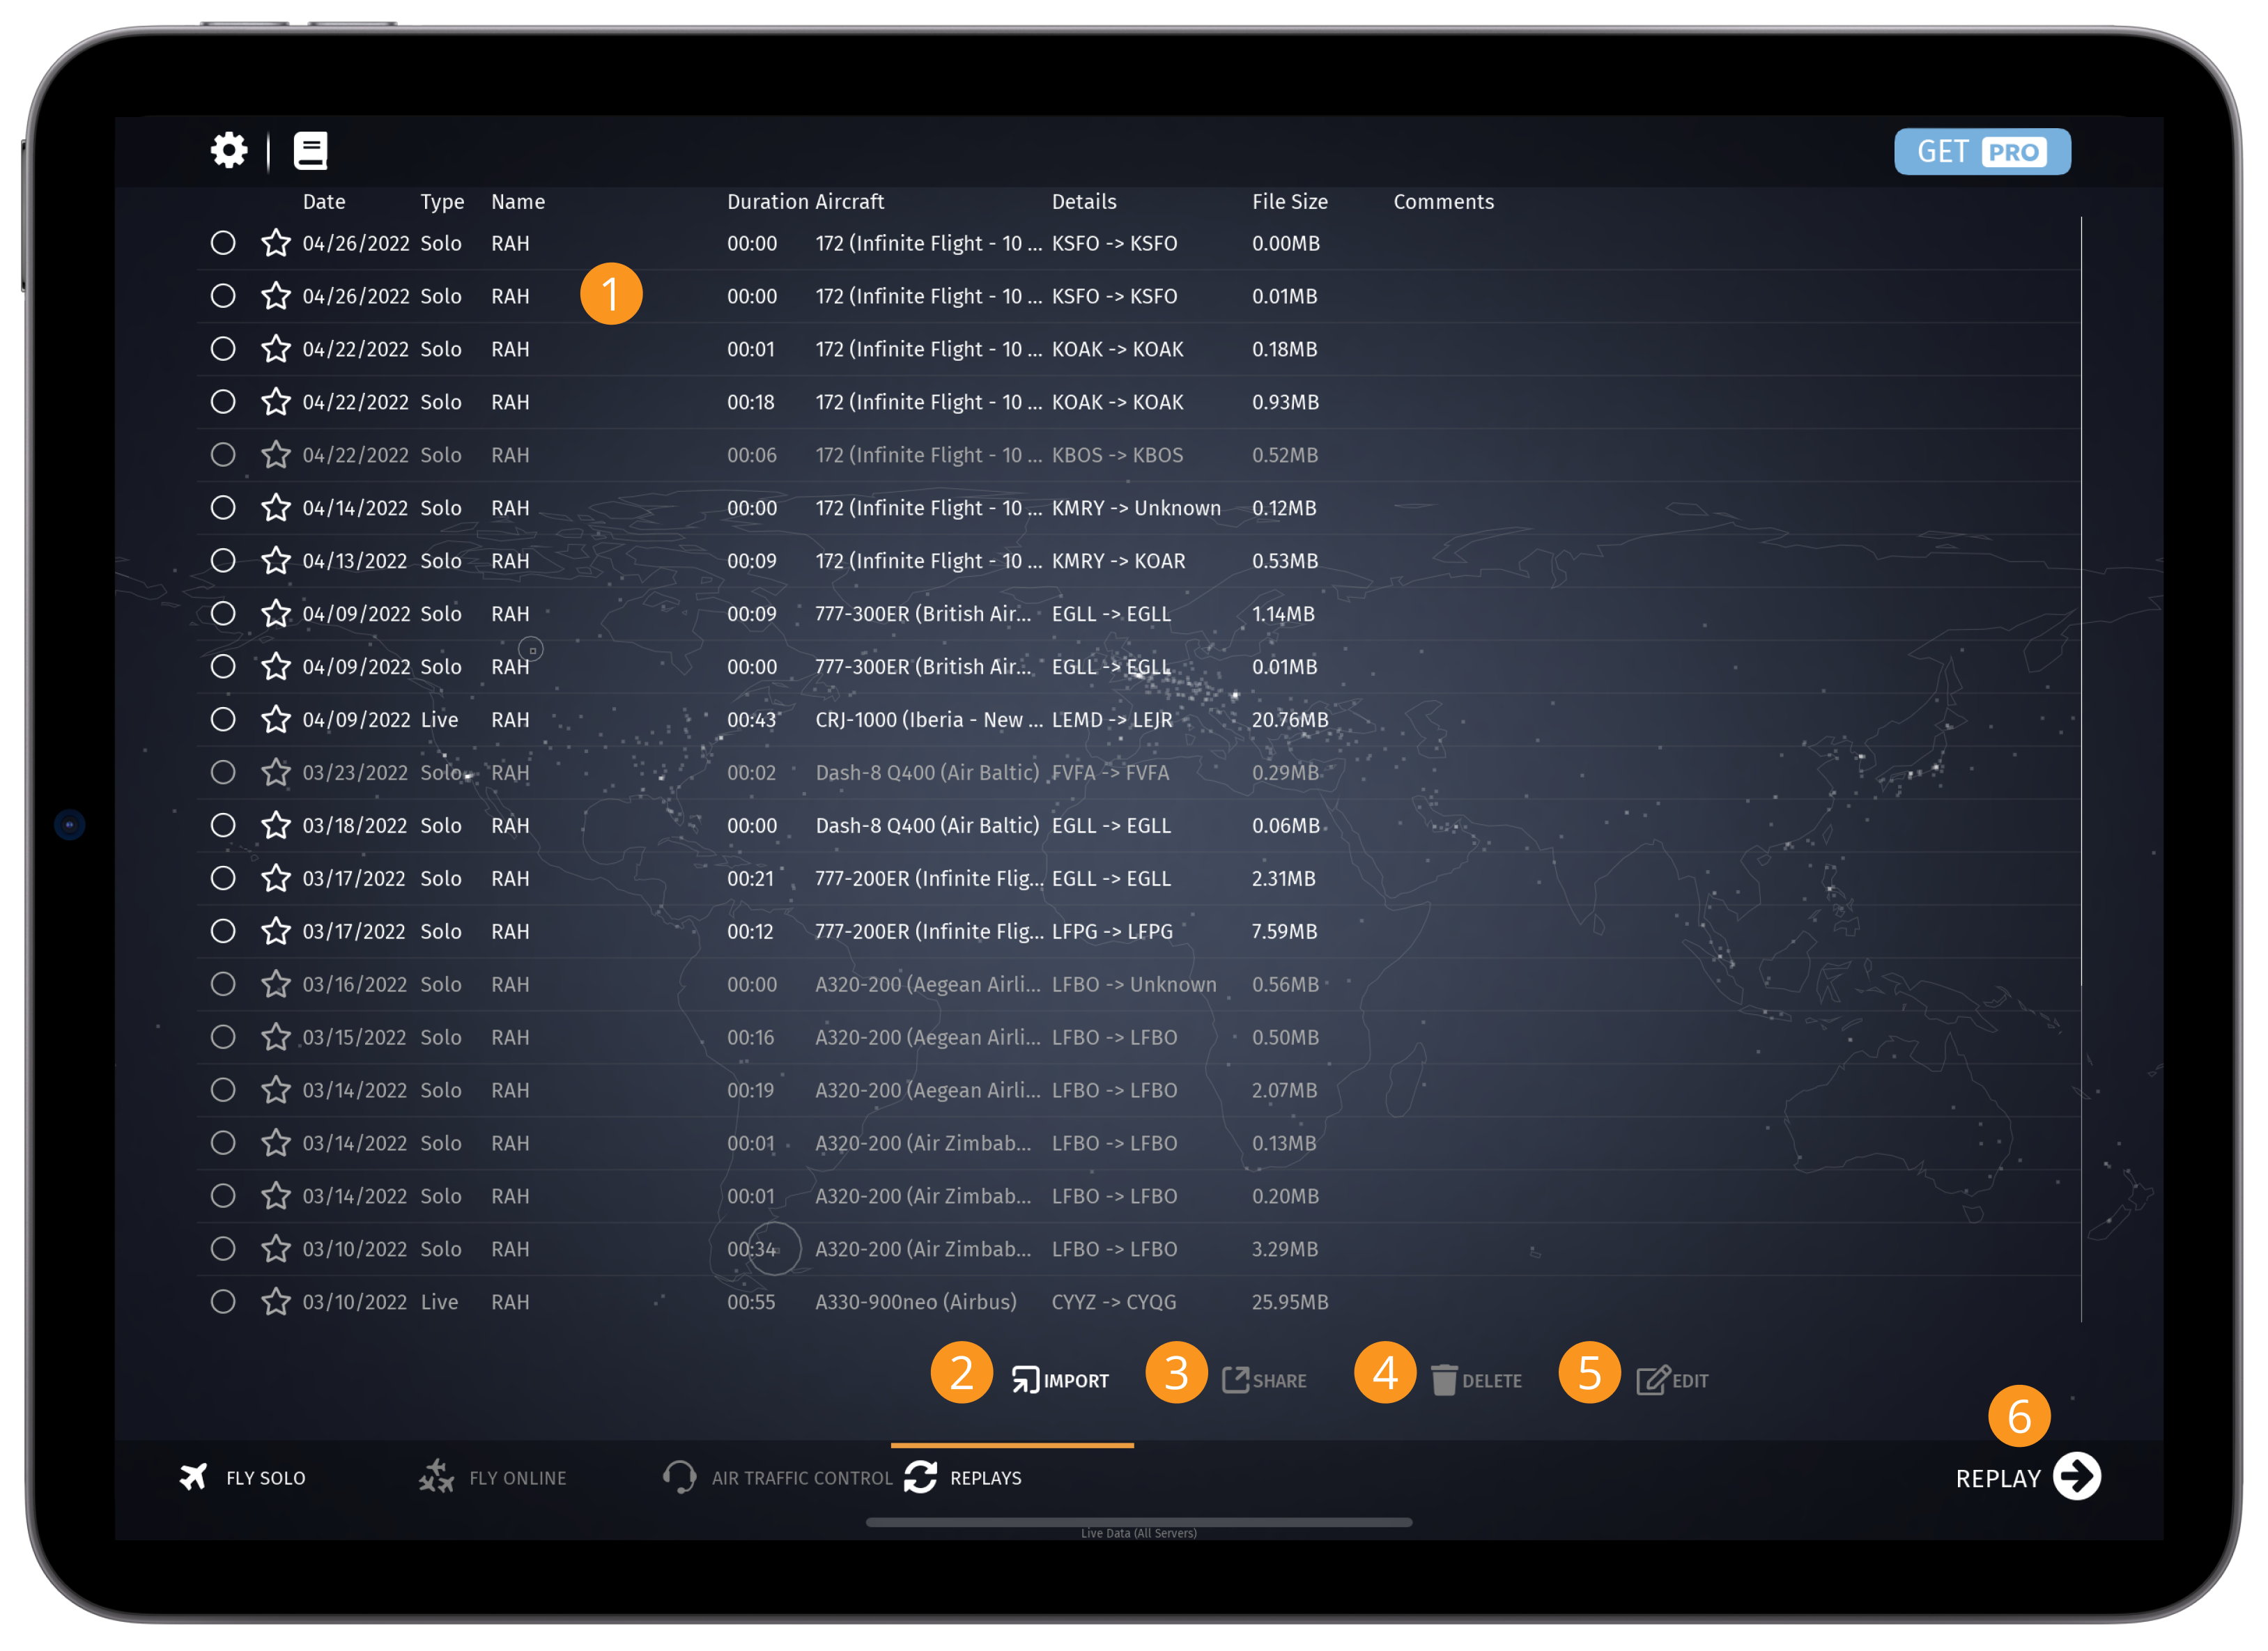 GET PRO
Date Type Name Duration Aircraft Details File Size Comments
04/26/2022 Solo RAH 00:00 172 (Infinite Flight - 10 ... KSFO -> KSFO 0.00MB
1
04/26/2022 Solo RAH 00:00 172 (Infinite Flight - 10 ... KSFO -> KSFO 0.01MB
04/22/2022 Solo RAH 00:01 172 (Infinite Flight - 10 ... KOAK -> KOAK 0.18MB
04/22/2022 Solo RAH 00:18 172 (Infinite Flight - 10 ... KOAK -> KOAK 0.93MB
04/22/2022 Solo RAH 00:06 172 (Infinite Flight - 10 ... KBOS -> KBOS 0.52MB
04/14/2022 Solo RAH 00:00 172 (Infinite Flight - 10 ... KMRY -> Unknown 0.12MB
04/13/2022 Solo RAH 00:09 172 (Infinite Flight - 10 ... KMRY -> KOAR 0.53MB
04/09/2022 Solo RAH 00:09 777-300ER (British Air... EGLL -> EGLL 1.14MB
04/09/2022 Solo RAH 00:00 777-300ER (British Air... EGLL -> EGLL 0.01MB
04/09/2022 Live RAH 00:43 CRJ-1000 (Iberia - New ... LEMD -> LEJR 20.76MB
03/23/2022 Solo RAH 00:02 Dash-8 Q400 (Air Baltic) FVFA -> FVFA 0.29MB
03/18/2022 Solo RAH 00:00 Dash-8 Q400 (Air Baltic) EGLL -> EGLL 0.06MB
03/17/2022 Solo RAH 00:21 777-200ER (Infinite Flig... EGLL -> EGLL 2.31MB
03/17/2022 Solo RAH 00:12 777-200ER (Infinite Flig... LFPG -> LFPG 7.59MB
03/16/2022 Solo RAH 00:00 A320-200 (Aegean Airli... LFBO -> Unknown 0.56MB
03/15/2022 Solo RAH 00:16 A320-200 (Aegean Airli... LFBO -> LFBO 0.50MB
03/14/2022 Solo RAH 00:19 A320-200 (Aegean Airli... LFBO -> LFBO 2.07MB
03/14/2022 Solo RAH 00:01 A320-200 (Air Zimbab... LFBO -> LFBO 0.13MB
03/14/2022 Solo RAH 00:01 A320-200 (Air Zimbab... LFBO -> LFBO 0.20MB
03/10/2022 Solo RAH 00:34 A320-200 (Air Zimbab... LFBO -> LFBO 3.29MB
03/10/2022 Live RAH 00:55 A330-900neo (Airbus) CYYZ -> CYQG 25.95MB
2 IMPORT 3 SHARE 4 DELETE 5 EDIT
6
FLY SOLO FLY ONLINE AIR TRAFFIC CONTROL REPLAYS REPLAY
Live Data (All Servers)